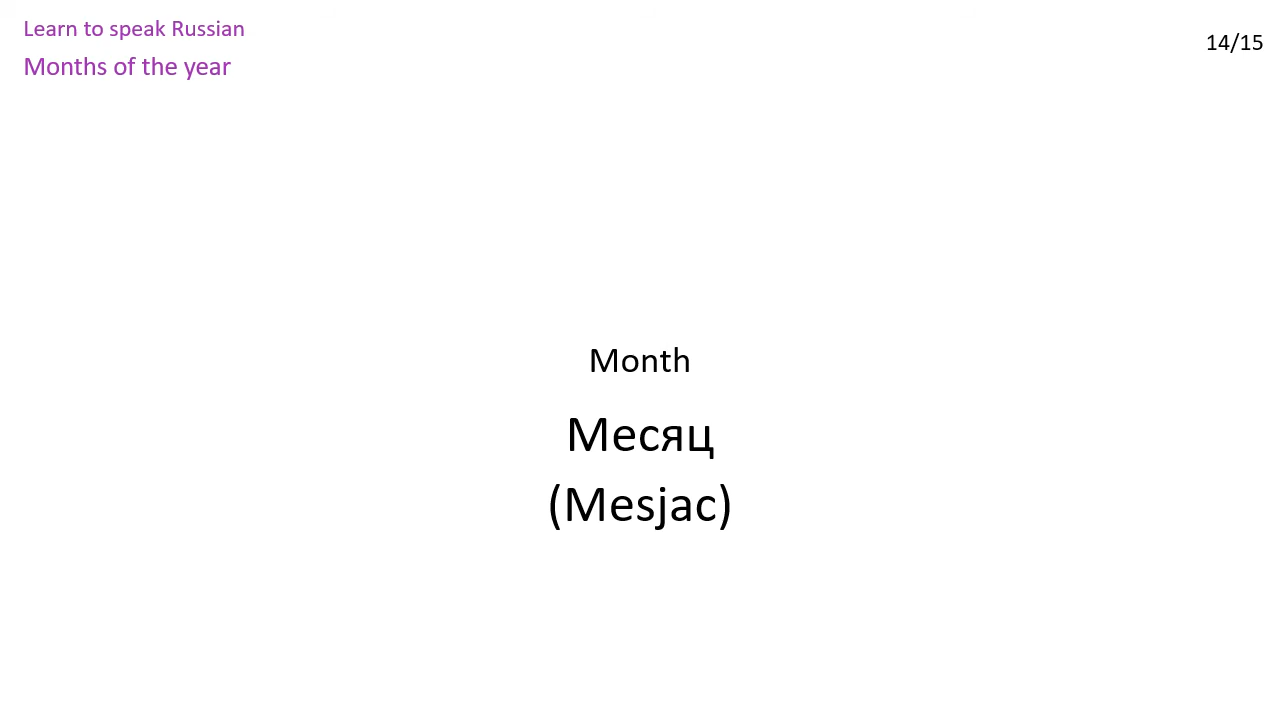 Learn to speak Russian
14/15
Months of the year
Month
Месяц
(Mesjac)